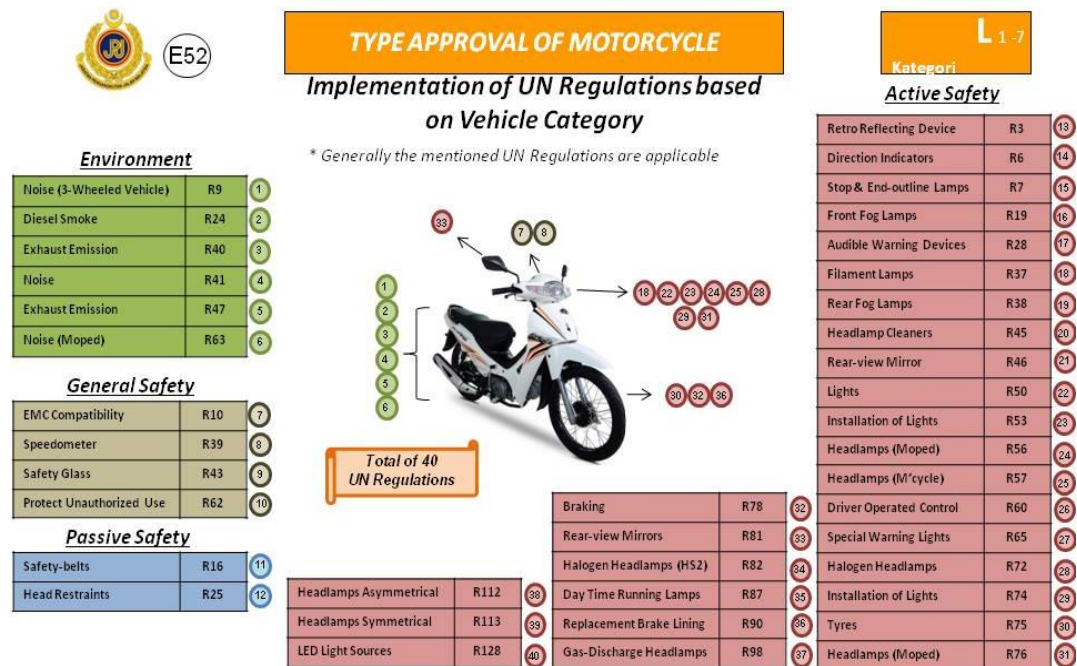 E52
TYPE APPROVAL OF MOTORCYCLE
L 1 -7
Kategori
Implementation of UN Regulations based
on Vehicle Category
* Generally the mentioned UN Regulations are applicable
Environment
Noise (3-Wheeled Vehicle) R9 1
Diesel Smoke R24 2
Exhaust Emission R40 3
Noise R41 4
Exhaust Emission R47 5
Noise (Moped) R63 6
General Safety
EMC Compatibility R10 7
Speedometer R39 8
Safety Glass R43 9
Protect Unauthorized Use R62 10
Passive Safety
Safety-belts R16 11
Head Restraints R25 12
33
7 8
1
2
3
4
5
6
18 22 23 24 25 28
29 31
30 32 36
Total of 40
UN Regulations
Active Safety
Retro Reflecting Device R3 13
Direction Indicators R6 14
Stop & End-outline Lamps R7 15
Front Fog Lamps R19 16
Audible Warning Devices R28 17
Filament Lamps R37 18
Rear Fog Lamps R38 19
Headlamp Cleaners R45 20
Rear-view Mirror R46 21
Lights R50 22
Installation of Lights R53 23
Headlamps (Moped) R56 24
Headlamps (M'cycle) R57 25
Driver Operated Control R60 26
Special Warning Lights R65 27
Halogen Headlamps R72 28
Installation of Lights R74 29
Tyres R75 30
Headlamps (Moped) R76 31
Braking R78 32
Rear-view Mirrors R81 33
Halogen Headlamps (HS2) R82 34
Day Time Running Lamps R87 35
Replacement Brake Lining R90 36
Gas-Discharge Headlamps R98 37
Headlamps Asymmetrical R112 38
Headlamps Symmetrical R113 39
LED Light Sources R128 40